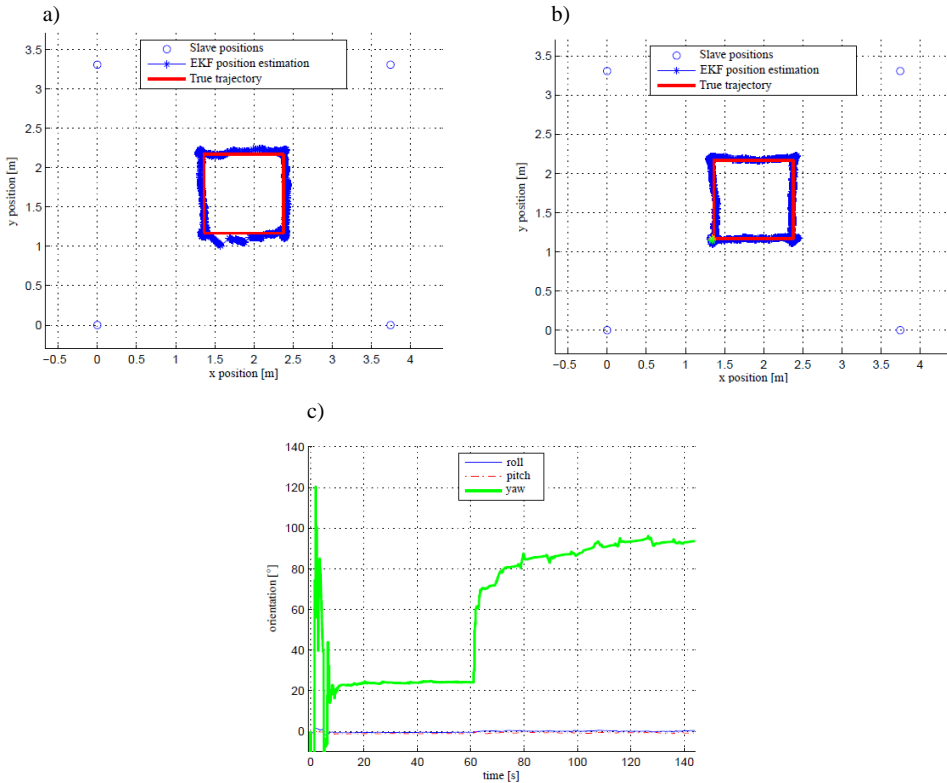 a)
3.5
3
2.5
2
1.5
1
0.5
0
y position [m]
Slave positions
EKF position estimation
True trajectory
−0.5 0 0.5 1 1.5 2 2.5 3 3.5 4
x position [m]
b)
3.5
3
2.5
2
1.5
1
0.5
0
y position [m]
Slave positions
EKF position estimation
True trajectory
−0.5 0 0.5 1 1.5 2 2.5 3 3.5 4
x position [m]
c)
140
120
100
80
60
40
20
0
orientation [°]
roll
pitch
yaw
0 20 40 60 80 100 120 140
time [s]